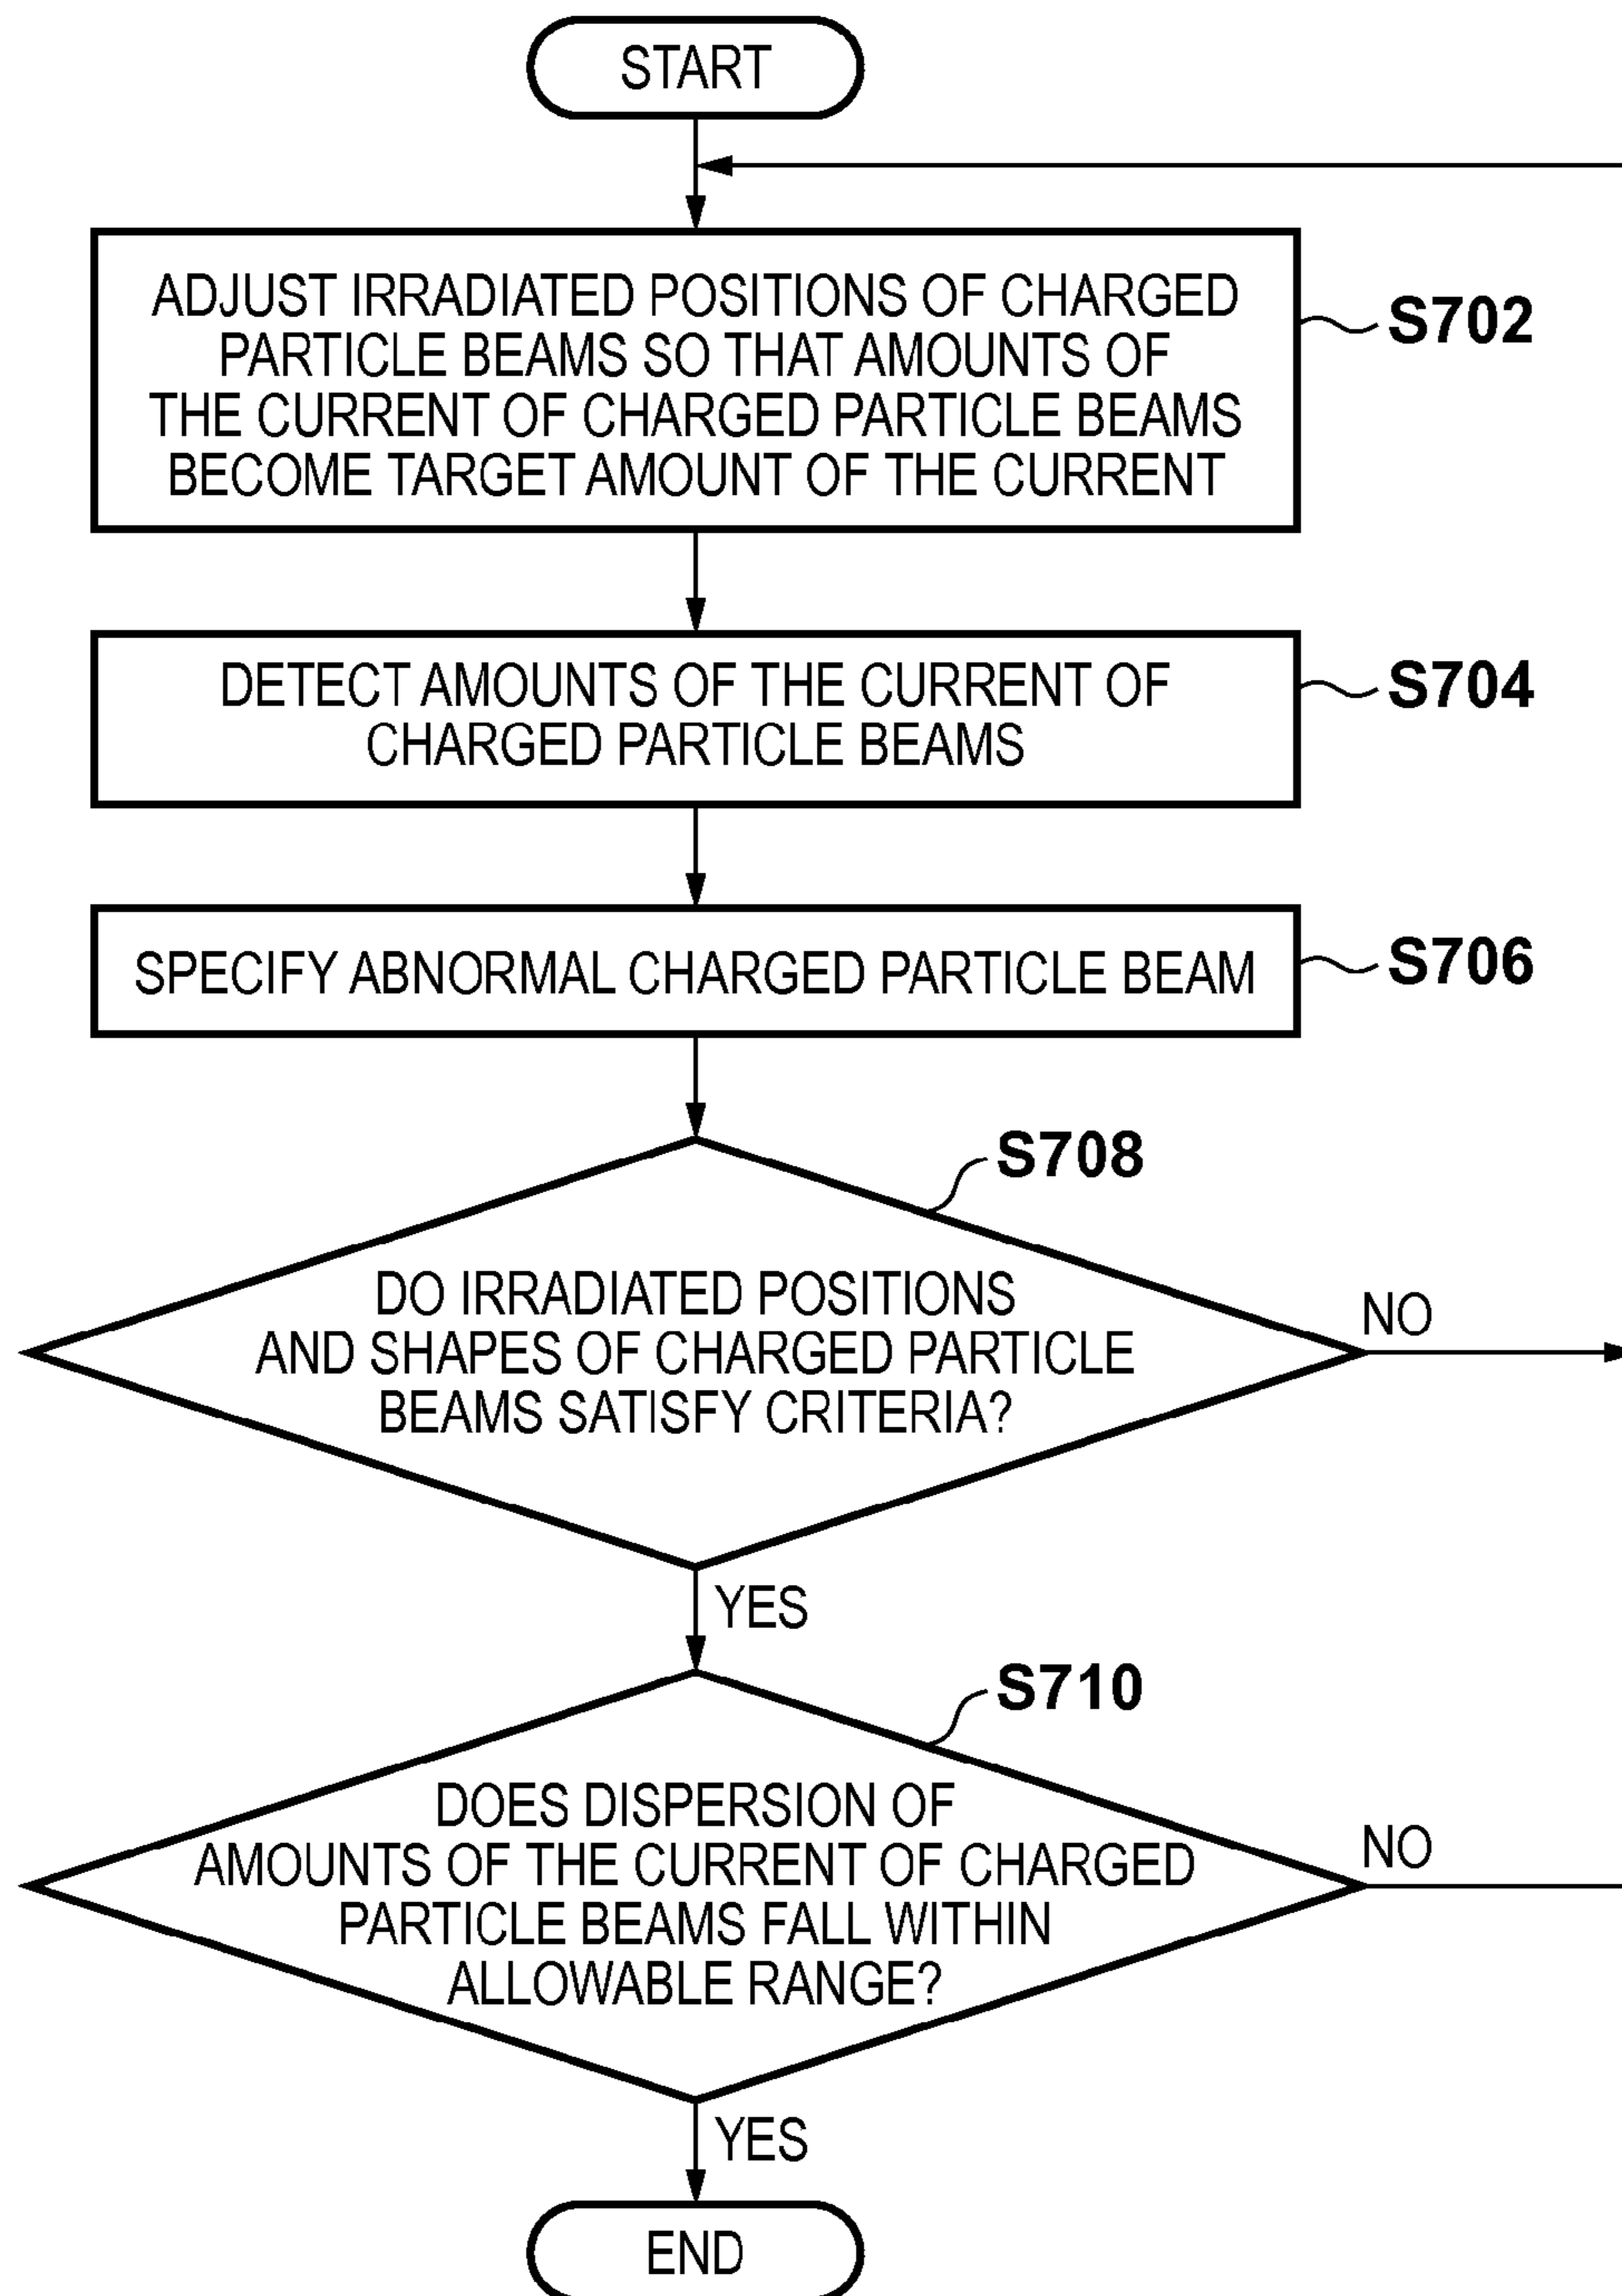 START
ADJUST IRRADIATED POSITIONS OF CHARGED
PARTICLE BEAMS SO THAT AMOUNTS OF
THE CURRENT OF CHARGED PARTICLE BEAMS
BECOME TARGET AMOUNT OF THE CURRENT
S702
DETECT AMOUNTS OF THE CURRENT OF
CHARGED PARTICLE BEAMS
S704
SPECIFY ABNORMAL CHARGED PARTICLE BEAM
S706
S708
DO IRRADIATED POSITIONS
AND SHAPES OF CHARGED PARTICLE
BEAMS SATISFY CRITERIA?
NO
YES
S710
DOES DISPERSION OF
AMOUNTS OF THE CURRENT OF CHARGED
PARTICLE BEAMS FALL WITHIN
ALLOWABLE RANGE?
NO
YES
END